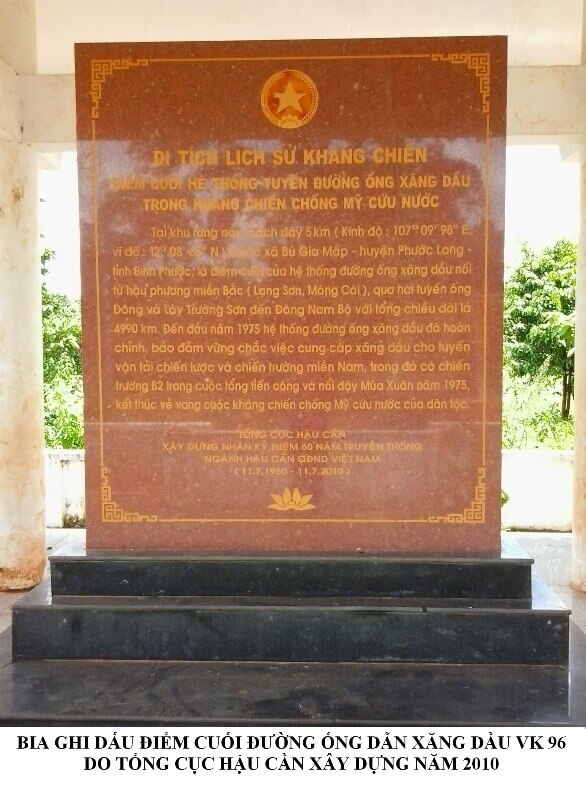 DI TÍCH LỊCH SỬ KHÁNG CHIẾN
ĐIỂM CUỐI HỆ THỐNG TUYẾN ĐƯỜNG ỐNG XĂNG DẦU
TRONG KHÁNG CHIẾN CHỐNG MỸ CỨU NƯỚC
Tại khu rừng này cách đây 5 km ( Kinh độ : 107° 09' 98" E,
vĩ độ : 12° 08' 65" N ) thuộc xã Bù Gia Mập - huyện Phước Long -
tỉnh Bình Phước, là điểm cuối của hệ thống đường ống xăng dầu nối
từ hậu phương miền Bắc ( Lạng Sơn, Móng Cái ), qua hai tuyến ống
Đông và Tây Trường Sơn đến Đông Nam Bộ với tổng chiều dài là
4990 km. Đến đầu năm 1975 hệ thống đường ống xăng dầu đã hoàn
chỉnh, bảo đảm vững chắc việc cung cấp xăng dầu cho tuyến
vận tải chiến lược và chiến trường miền Nam, trong đó có chiến
trường B2 trong cuộc tổng tiến công và nổi dậy Mùa Xuân năm 1975,
kết thúc vẻ vang cuộc kháng chiến chống Mỹ cứu nước của dân tộc.
TỔNG CỤC HẬU CẦN
XÂY DỰNG NHÂN KỶ NIỆM 60 NĂM TRUYỀN THỐNG
NGÀNH HẬU CẦN QĐND VIỆT NAM
( 11.7.1950 - 11.7.2010 )
BIA GHI DẤU ĐIỂM CUỐI ĐƯỜNG ỐNG DẪN XĂNG DẦU VK 96
DO TỔNG CỤC HẬU CẦN XÂY DỰNG NĂM 2010